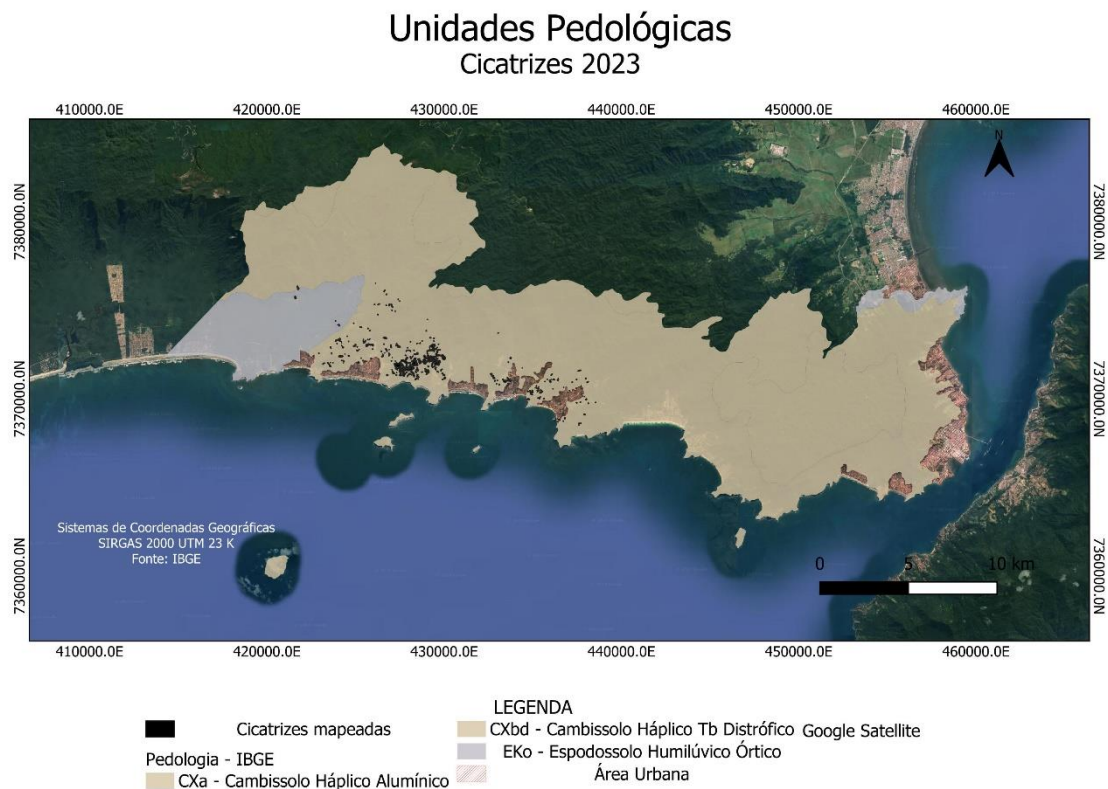 Unidades Pedológicas
Cicatrizes 2023
410000.0E 420000.0E 430000.0E 440000.0E 450000.0E 460000.0E
N
7380000.0N 7380000.0N
7370000.0N 7370000.0N
Sistemas de Coordenadas Geográficas
SIRGAS 2000 UTM 23 K
Fonte: IBGE
0 5 10 km
7360000.0N 7360000.0N
410000.0E 420000.0E 430000.0E 440000.0E 450000.0E 460000.0E
LEGENDA
Cicatrizes mapeadas
Pedologia - IBGE
CXa - Cambissolo Háplico Alumínico
CXbd - Cambissolo Háplico Tb Distrófico
EKo - Espodossolo Humilúvico Órtico
Área Urbana
Google Satellite